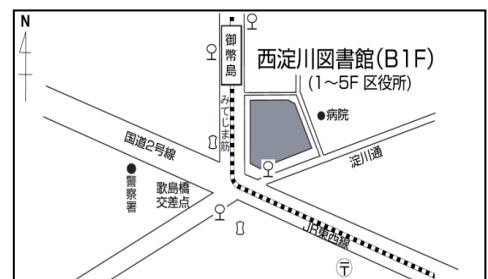 N
御幣島
西淀川図書館(B1F)
(1～5F 区役所)
みてじま筋
病院
国道2号線
淀川通
警察署
歌島橋
交差点
JR東西線
〒